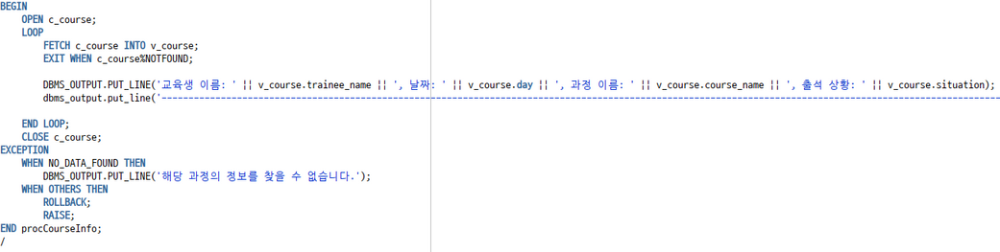 BEGIN
    OPEN c_course;
    LOOP
        FETCH c_course INTO v_course;
        EXIT WHEN c_course%NOTFOUND;

        DBMS_OUTPUT.PUT_LINE('교육생 이름: ' || v_course.trainee_name || ', 날짜: ' || v_course.day || ', 과정 이름: ' || v_course.course_name || ', 출석 상황: ' || v_course.situation);
        dbms_output.put_line('------------------------------------------------------------------------------------------------------------------------------------------------------------

    END LOOP;
    CLOSE c_course;
EXCEPTION
    WHEN NO_DATA_FOUND THEN
        DBMS_OUTPUT.PUT_LINE('해당 과정의 정보를 찾을 수 없습니다.');
    WHEN OTHERS THEN
        ROLLBACK;
        RAISE;
END procCourseInfo;
/